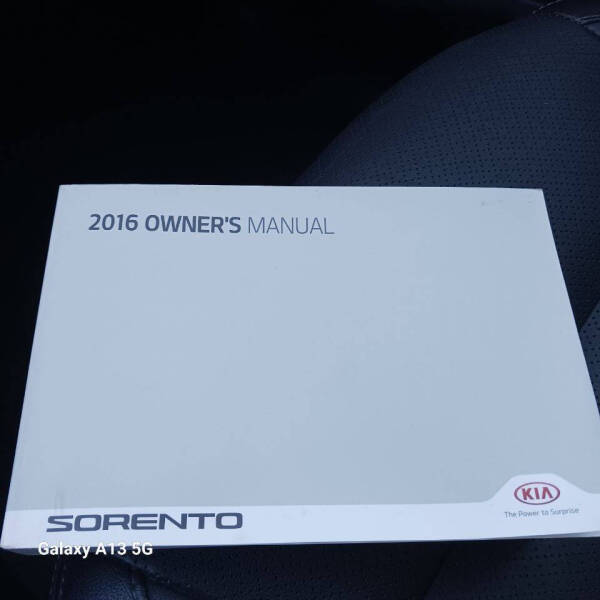 2016 OWNER'S MANUAL
KIA
The Power to Surprise
SORENTO
Galaxy A13 5G